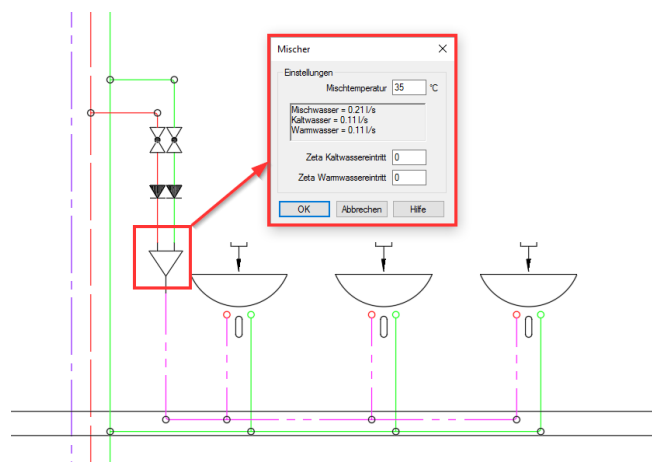 Mischer
Einstellungen
Mischtemperatur 35 °C
Mischwasser = 0.21 l/s
Kaltwasser = 0.11 l/s
Warmwasser = 0.11 l/s
Zeta Kaltwassereintritt 0
Zeta Warmwassereintritt 0
OK Abbrechen Hilfe